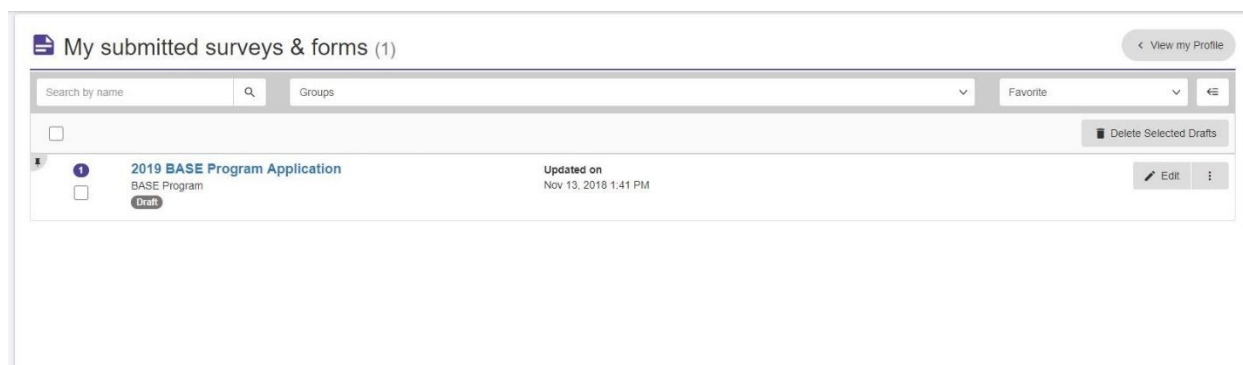 My submitted surveys & forms (1)
View my Profile
Search by name
Groups
Favorite
Delete Selected Drafts
1
2019 BASE Program Application
BASE Program
Draft
Updated on
Nov 13, 2018 1:41 PM
Edit